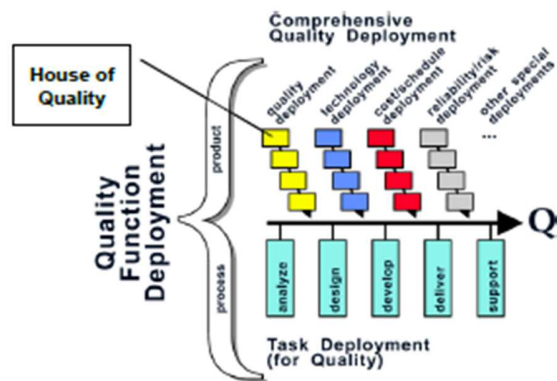 Comprehensive
Quality Deployment
House of
Quality
quality
deployment
technology
deployment
cost/schedule
deployment
reliability/risk
deployment
other special
deployments
...
Quality
Function
Deployment
product
process
Q
analyze
design
develop
deliver
support
Task Deployment
(for Quality)